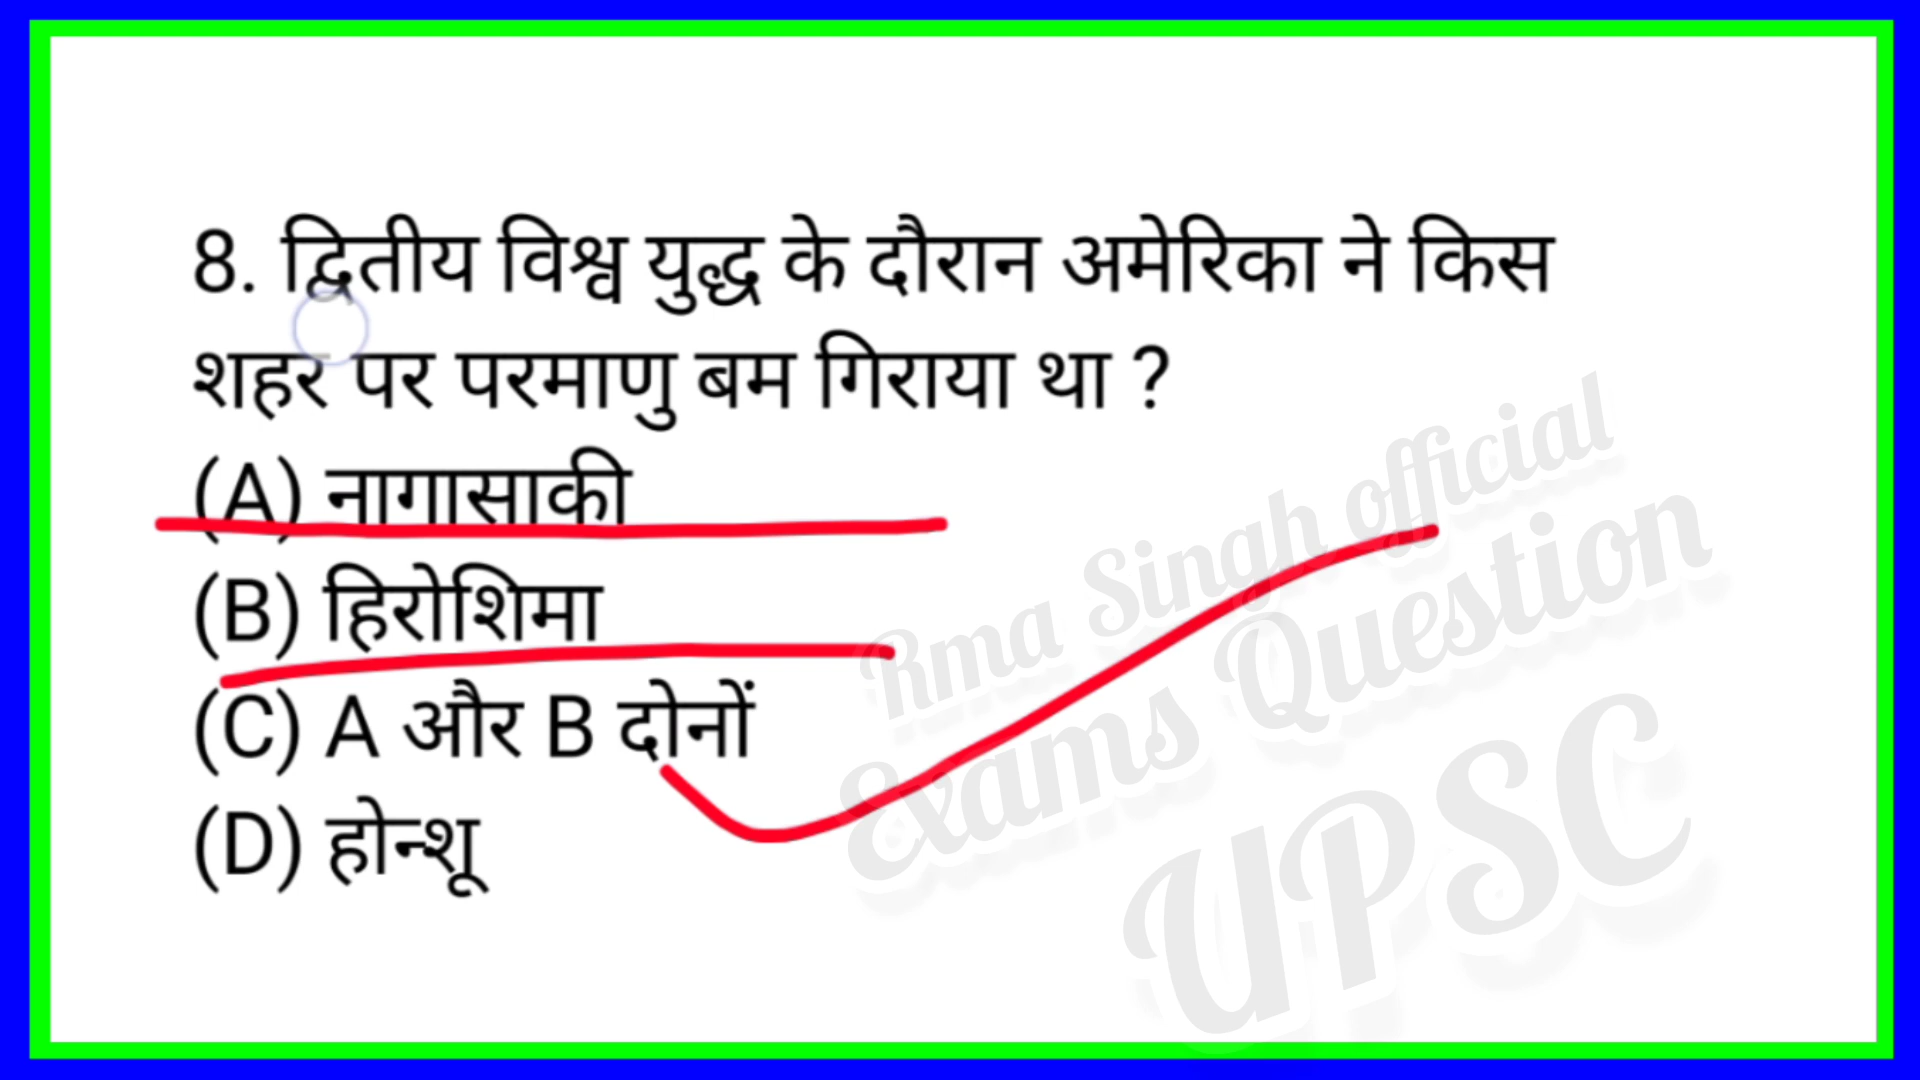 8. द्वितीय विश्व युद्ध के दौरान अमेरिका ने किस
शहर पर परमाणु बम गिराया था ?
(A) नागासाकी
(B) हिरोशिमा
(C) A और B दोनों
(D) होन्शू
Rma Singh official
Exams Question
UPSC